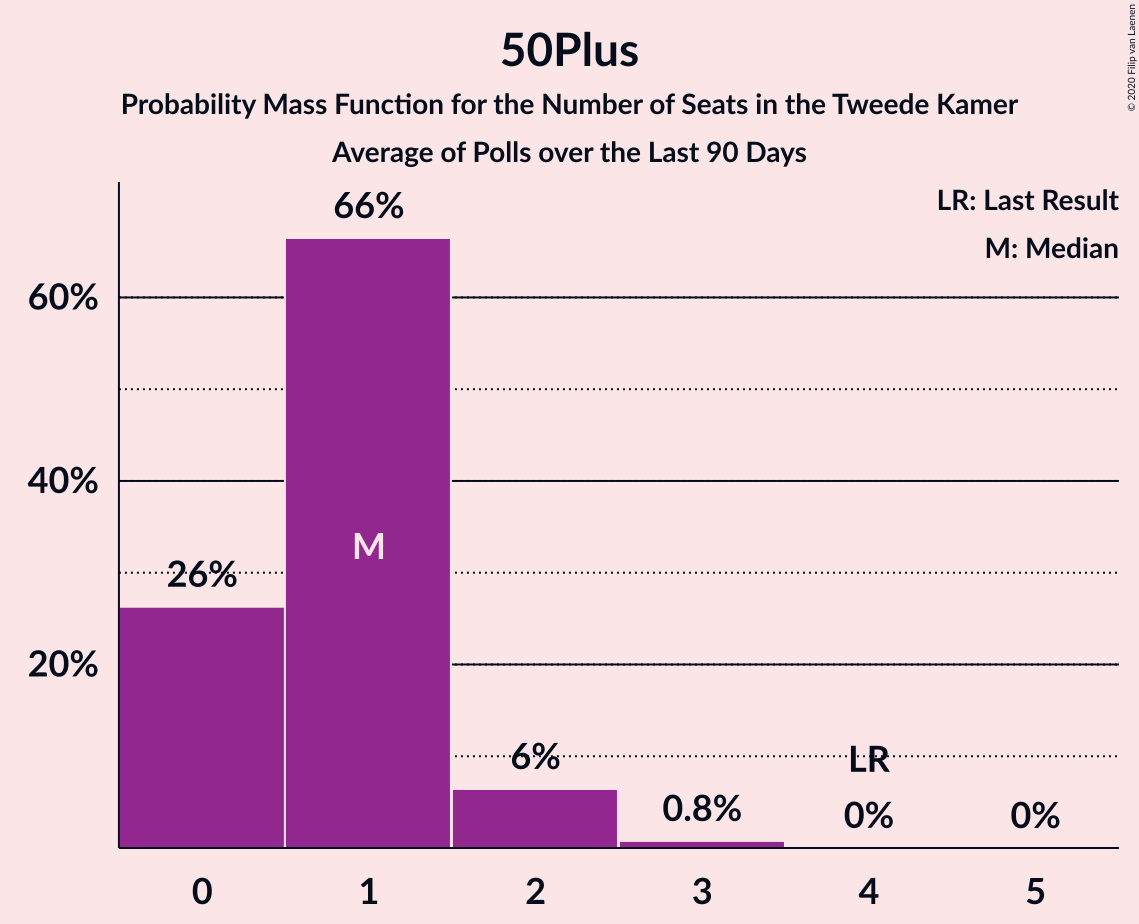 50Plus
Probability Mass Function for the Number of Seats in the Tweede Kamer
Average of Polls over the Last 90 Days
© 2020 Filip van Laenen
LR: Last Result
M: Median
66%
60%
40%
M
26%
20%
6%
LR
0.8%
0%
0%
0 1 2 3 4 5